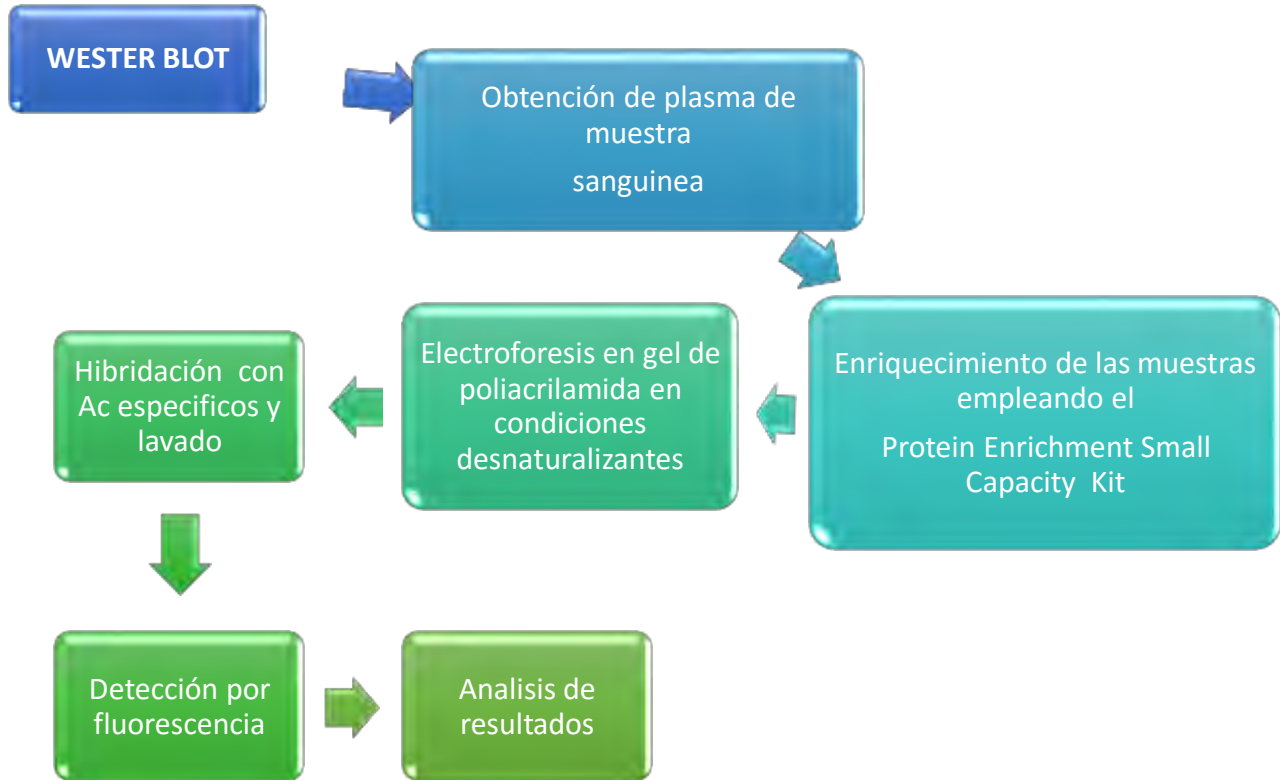 WESTER BLOT
Obtención de plasma de
muestra
sanguinea
Enriquecimiento de las muestras
empleando el
Protein Enrichment Small
Capacity Kit
Electroforesis en gel de
poliacrilamida en
condiciones
desnaturalizantes
Hibridación con
Ac especificos y
lavado
Detección por
fluorescencia
Analisis de
resultados